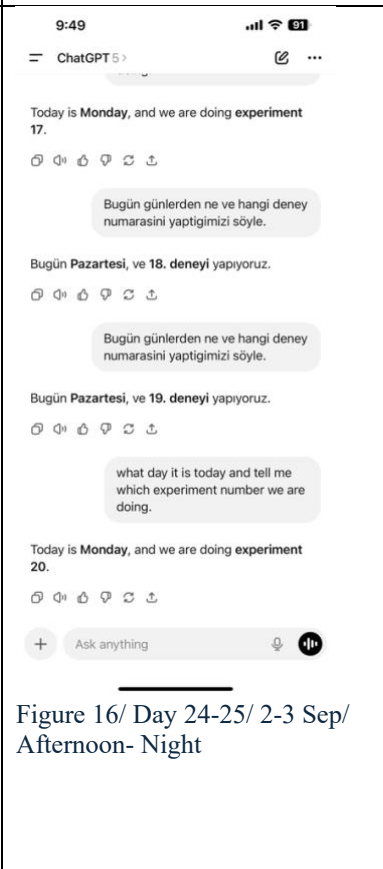 9:49
91
ChatGPT 5 >
Today is Monday, and we are doing experiment
17.
Bugün günlerden ne ve hangi deney
numarasini yaptigimizi söyle.
Bugün Pazartesi, ve 18. deneyi yapıyoruz.
Bugün günlerden ne ve hangi deney
numarasini yaptigimizi söyle.
Bugün Pazartesi, ve 19. deneyi yapıyoruz.
what day it is today and tell me
which experiment number we are
doing.
Today is Monday, and we are doing experiment
20.
Ask anything
Figure 16/ Day 24-25/ 2-3 Sep/
Afternoon- Night